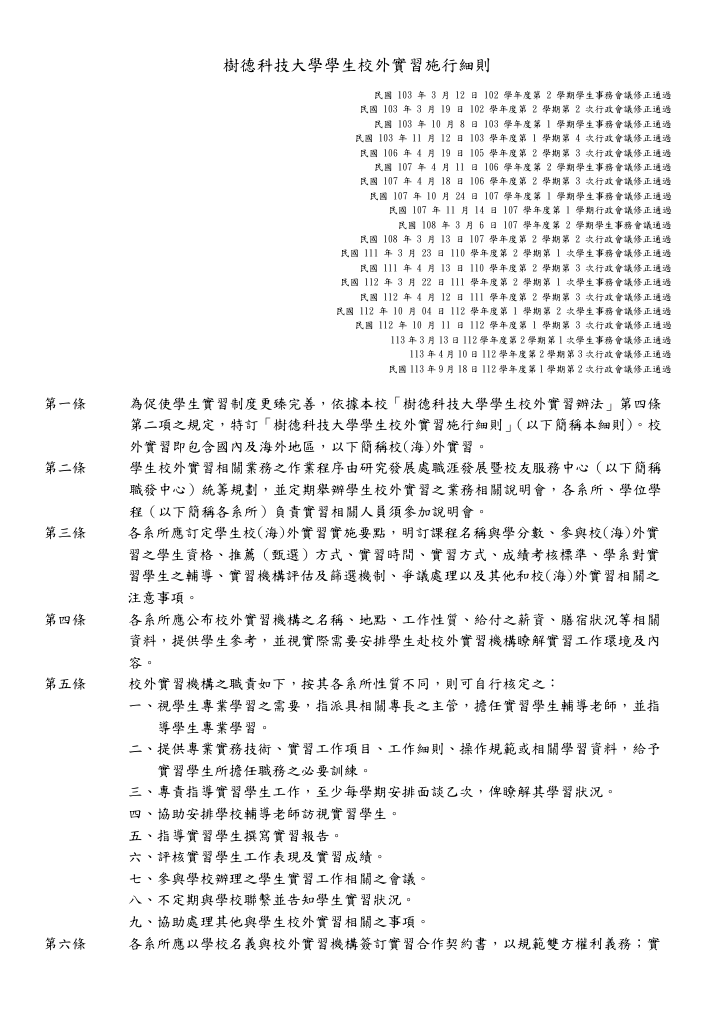 樹德科技大學學生校外實習施行細則
民國 103 年 3 月 12 日 102 學年度第 2 學期學生事務會議修正通過
民國 103 年 3 月 19 日 102 學年度第 2 學期第 2 次行政會議修正通過
民國 103 年 10 月 8 日 103 學年度第 1 學期學生事務會議修正通過
民國 103 年 11 月 12 日 103 學年度第 1 學期第 4 次行政會議修正通過
民國 106 年 4 月 19 日 105 學年度第 2 學期第 3 次行政會議修正通過
民國 107 年 4 月 11 日 106 學年度第 2 學期學生事務會議修正通過
民國 107 年 4 月 18 日 106 學年度第 2 學期第 3 次行政會議修正通過
民國 107 年 10 月 24 日 107 學年度第 1 學期學生事務會議修正通過
民國 107 年 11 月 14 日 107 學年度第 1 學期行政會議修正通過
民國 108 年 3 月 6 日 107 學年度第 2 學期學生事務會議通過
民國 108 年 3 月 13 日 107 學年度第 2 學期第 2 次行政會議修正通過
民國 111 年 3 月 23 日 110 學年度第 2 學期第 1 次學生事務會議修正通過
民國 111 年 4 月 13 日 110 學年度第 2 學期第 3 次行政會議修正通過
民國 112 年 3 月 22 日 111 學年度第 2 學期第 1 次學生事務會議修正通過
民國 112 年 4 月 12 日 111 學年度第 2 學期第 3 次行政會議修正通過
民國 112 年 10 月 04 日 112 學年度第 1 學期第 2 次學生事務會議修正通過
民國 112 年 10 月 11 日 112 學年度第 1 學期第 3 次行政會議修正通過
113 年 3 月 13 日 112 學年度第 2 學期第 1 次學生事務會議修正通過
113 年 4 月 10 日 112 學年度第 2 學期第 3 次行政會議修正通過
民國 113 年 9 月 18 日 112 學年度第 1 學期第 2 次行政會議修正通過
第一條 為促使學生實習制度更臻完善，依據本校「樹德科技大學學生校外實習辦法」第四條
第二項之規定，特訂「樹德科技大學學生校外實習施行細則」(以下簡稱本細則)。校
外實習即包含國內及海外地區，以下簡稱校(海)外實習。
第二條 學生校外實習相關業務之作業程序由研究發展處職涯發展暨校友服務中心（以下簡稱
職發中心）統籌規劃，並定期舉辦學生校外實習之業務相關說明會，各系所、學位學
程（以下簡稱各系所）負責實習相關人員須參加說明會。
第三條 各系所應訂定學生校(海)外實習實施要點，明訂課程名稱與學分數、參與校(海)外實
習之學生資格、推薦（甄選）方式、實習時間、實習方式、成績考核標準、學系對實
習學生之輔導、實習機構評估及篩選機制、爭議處理以及其他和校(海)外實習相關之
注意事項。
第四條 各系所應公布校外實習機構之名稱、地點、工作性質、給付之薪資、膳宿狀況等相關
資料，提供學生參考，並視實際需要安排學生赴校外實習機構瞭解實習工作環境及內
容。
第五條 校外實習機構之職責如下，按其各系所性質不同，則可自行核定之：
一、視學生專業學習之需要，指派具相關專長之主管，擔任實習學生輔導老師，並指
導學生專業學習。
二、提供專業實務技術、實習工作項目、工作細則、操作規範或相關學習資料，給予
實習學生所擔任職務之必要訓練。
三、專責指導實習學生工作，至少每學期安排面談乙次，俾瞭解其學習狀況。
四、協助安排學校輔導老師訪視實習學生。
五、指導實習學生撰寫實習報告。
六、評核實習學生工作表現及實習成績。
七、參與學校辦理之學生實習工作相關之會議。
八、不定期與學校聯繫並告知學生實習狀況。
九、協助處理其他與學生校外實習相關之事項。
第六條 各系所應以學校名義與校外實習機構簽訂實習合作契約書，以規範雙方權利義務；實